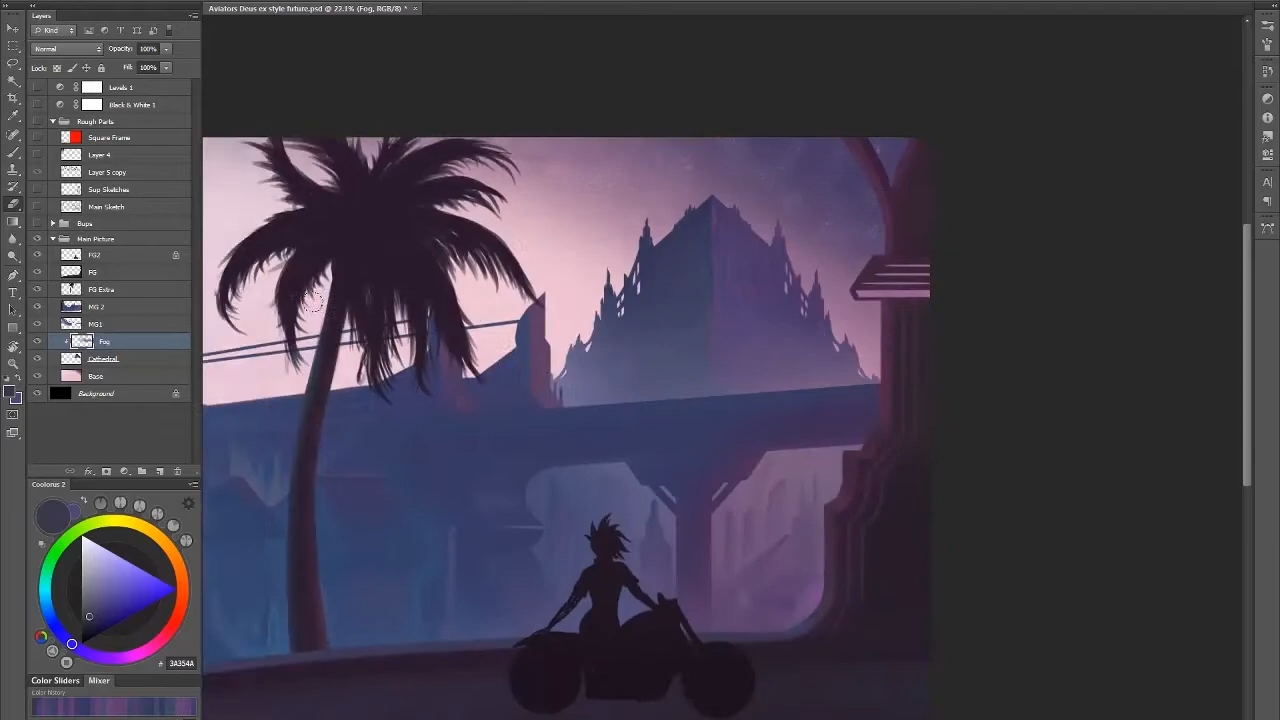 Aviators Deus ex style future.psd @ 22.1% (Fog, RGB/8) *
Layers
Kind
Normal
Opacity: 100%
Lock:
Fill: 100%
Levels 1
Black & White 1
Rough Parts
Square Frame
Layer 4
Layer 5 copy
Sup Sketches
Main Sketch
Bups
Main Picture
FG2
FG
FG Extra
MG 2
MG1
Fog
Cathedral
Base
Background
Coolorus 2
# 3A354A
Color Sliders Mixer
Color history